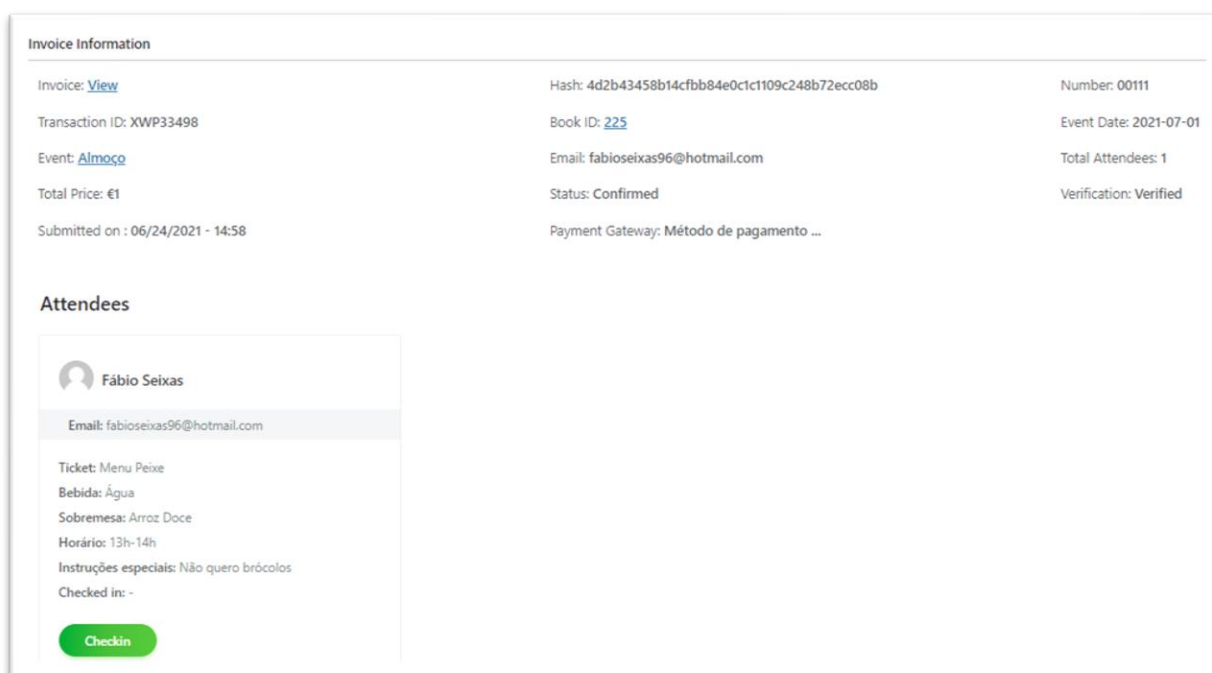 Invoice Information
Invoice: View
Hash: 4d2b43458b14cfbb84e0c1c1109c248b72ecc08b
Number: 00111
Transaction ID: XWP33498
Book ID: 225
Event Date: 2021-07-01
Event: Almoço
Email: fabioseixas96@hotmail.com
Total Attendees: 1
Total Price: €1
Status: Confirmed
Verification: Verified
Submitted on : 06/24/2021 - 14:58
Payment Gateway: Método de pagamento ...
Attendees
Fábio Seixas
Email: fabioseixas96@hotmail.com
Ticket: Menu Peixe
Bebida: Água
Sobremesa: Arroz Doce
Horário: 13h-14h
Instruções especiais: Não quero brócolos
Checked in: -
Checkin